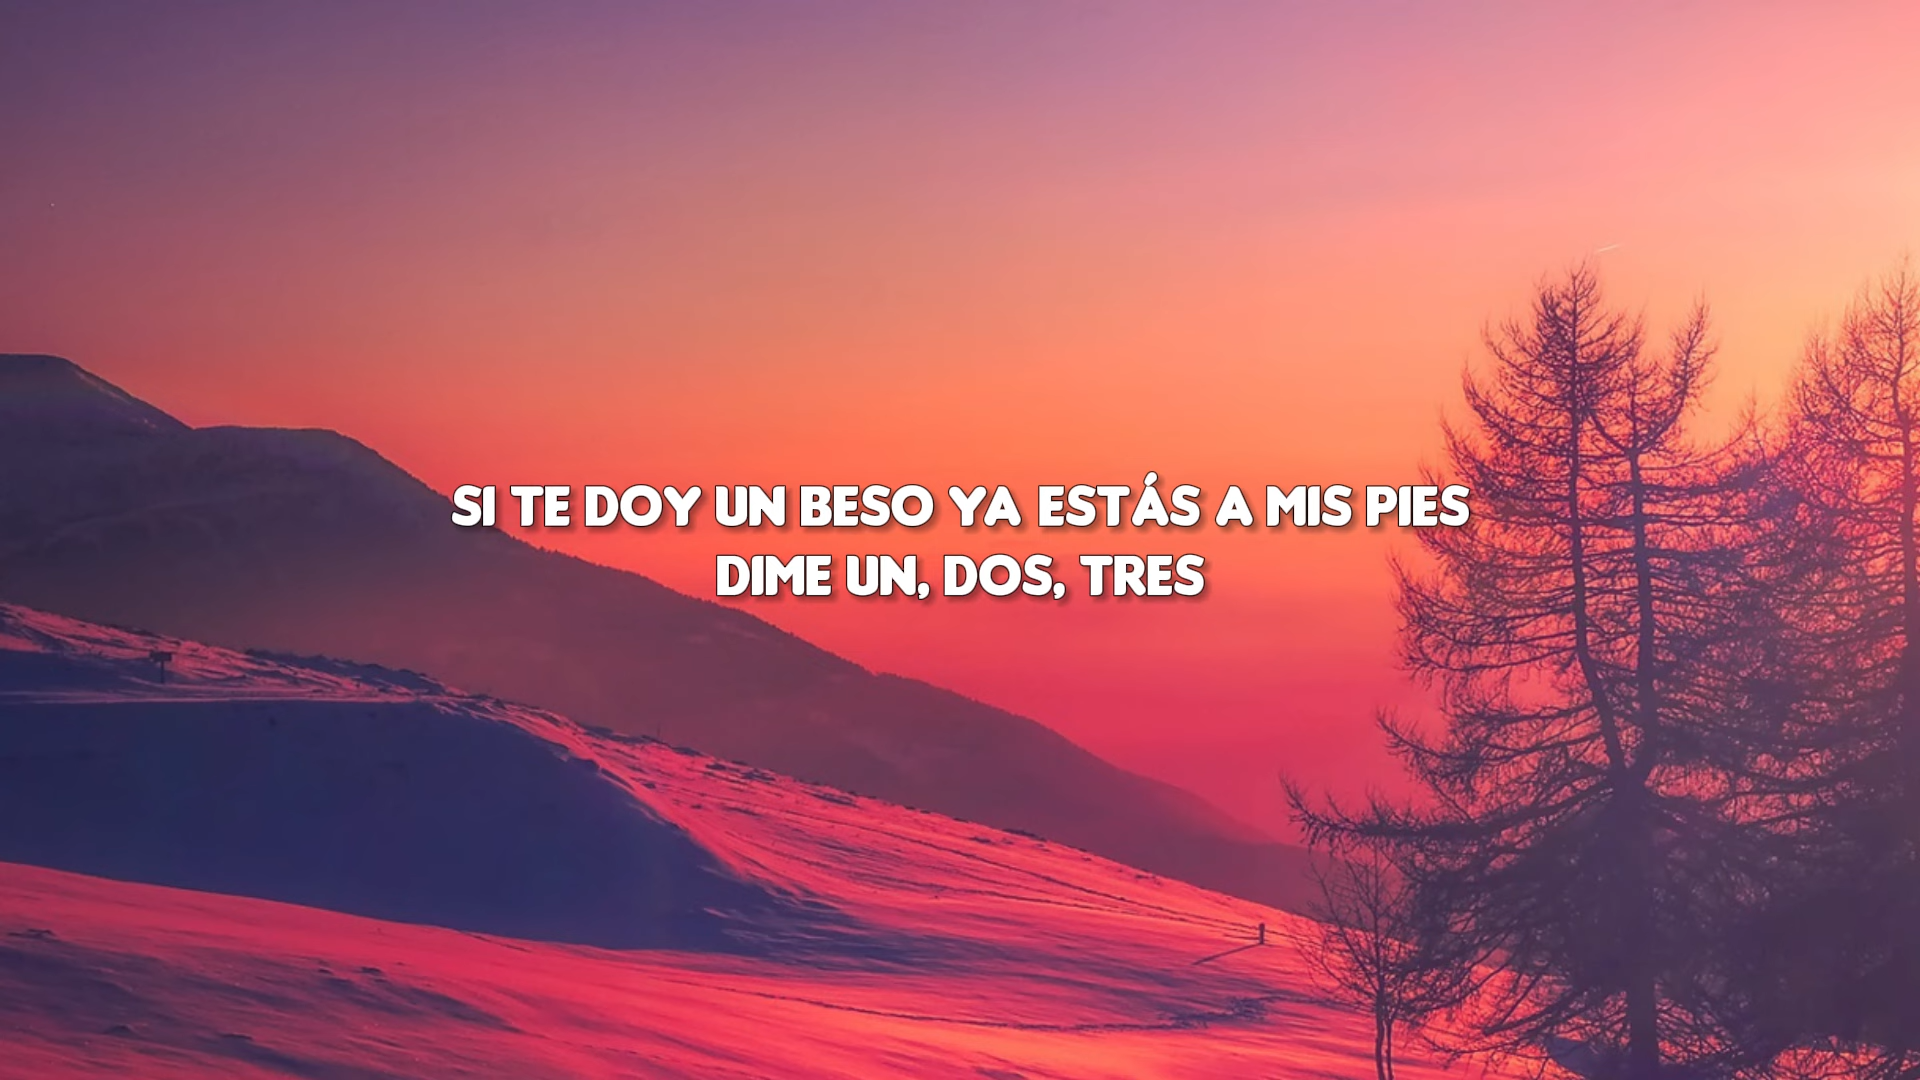 SI TE DOY UN BESO YA ESTÁS A MIS PIES
DIME UN, DOS, TRES